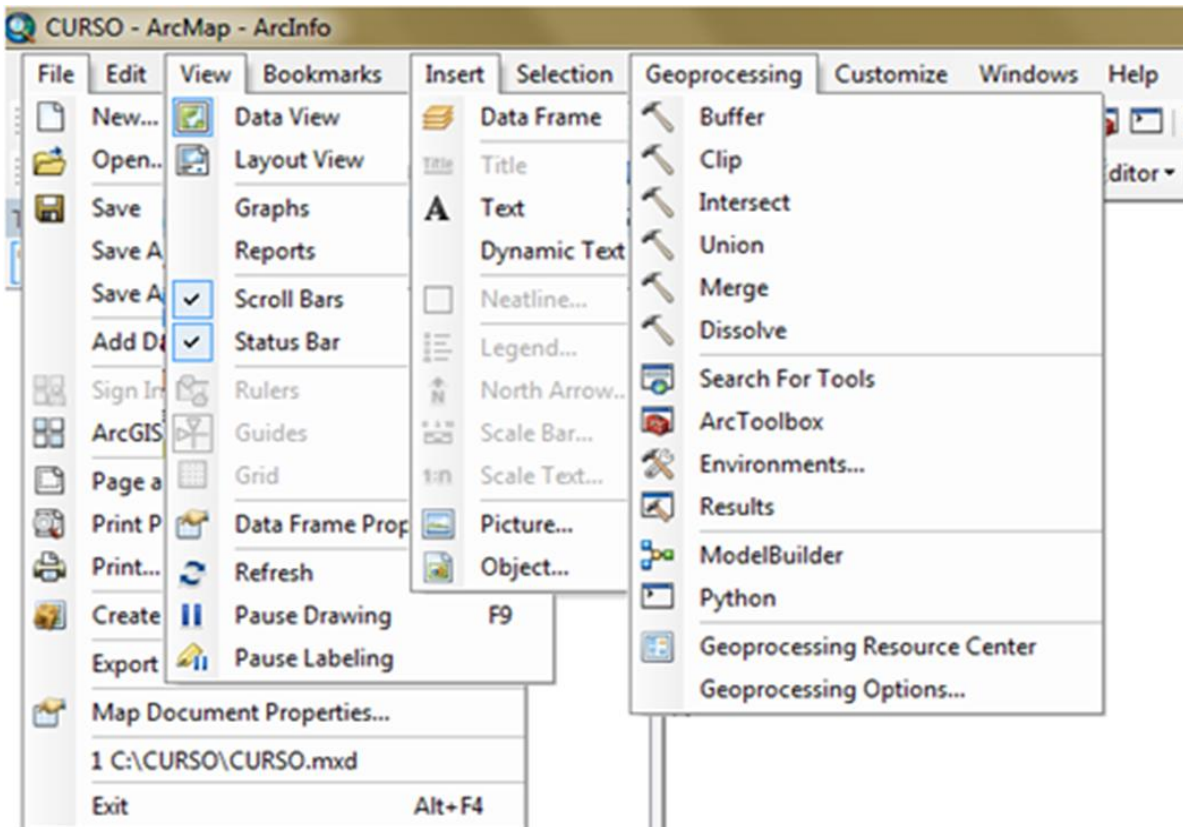 CURSO - ArcMap - ArcInfo
File Edit View Bookmarks Insert Selection Geoprocessing Customize Windows Help
New...
Open..
Save
Save A
Save A
Add Da
Sign In
ArcGIS
Page a
Print P
Print...
Create
Export
Map Document Properties...
1 C:\CURSO\CURSO.mxd
Exit Alt+F4
Data View
Layout View
Graphs
Reports
Scroll Bars
Status Bar
Rulers
Guides
Grid
Data Frame Prop
Refresh
Pause Drawing F9
Pause Labeling
Data Frame
Title Title
A Text
Dynamic Text
Neatline...
Legend...
N North Arrow..
Scale Bar...
1:n Scale Text...
Picture...
Object...
Buffer
Clip
Intersect
Union
Merge
Dissolve
Search For Tools
ArcToolbox
Environments...
Results
ModelBuilder
Python
Geoprocessing Resource Center
Geoprocessing Options...
ditor